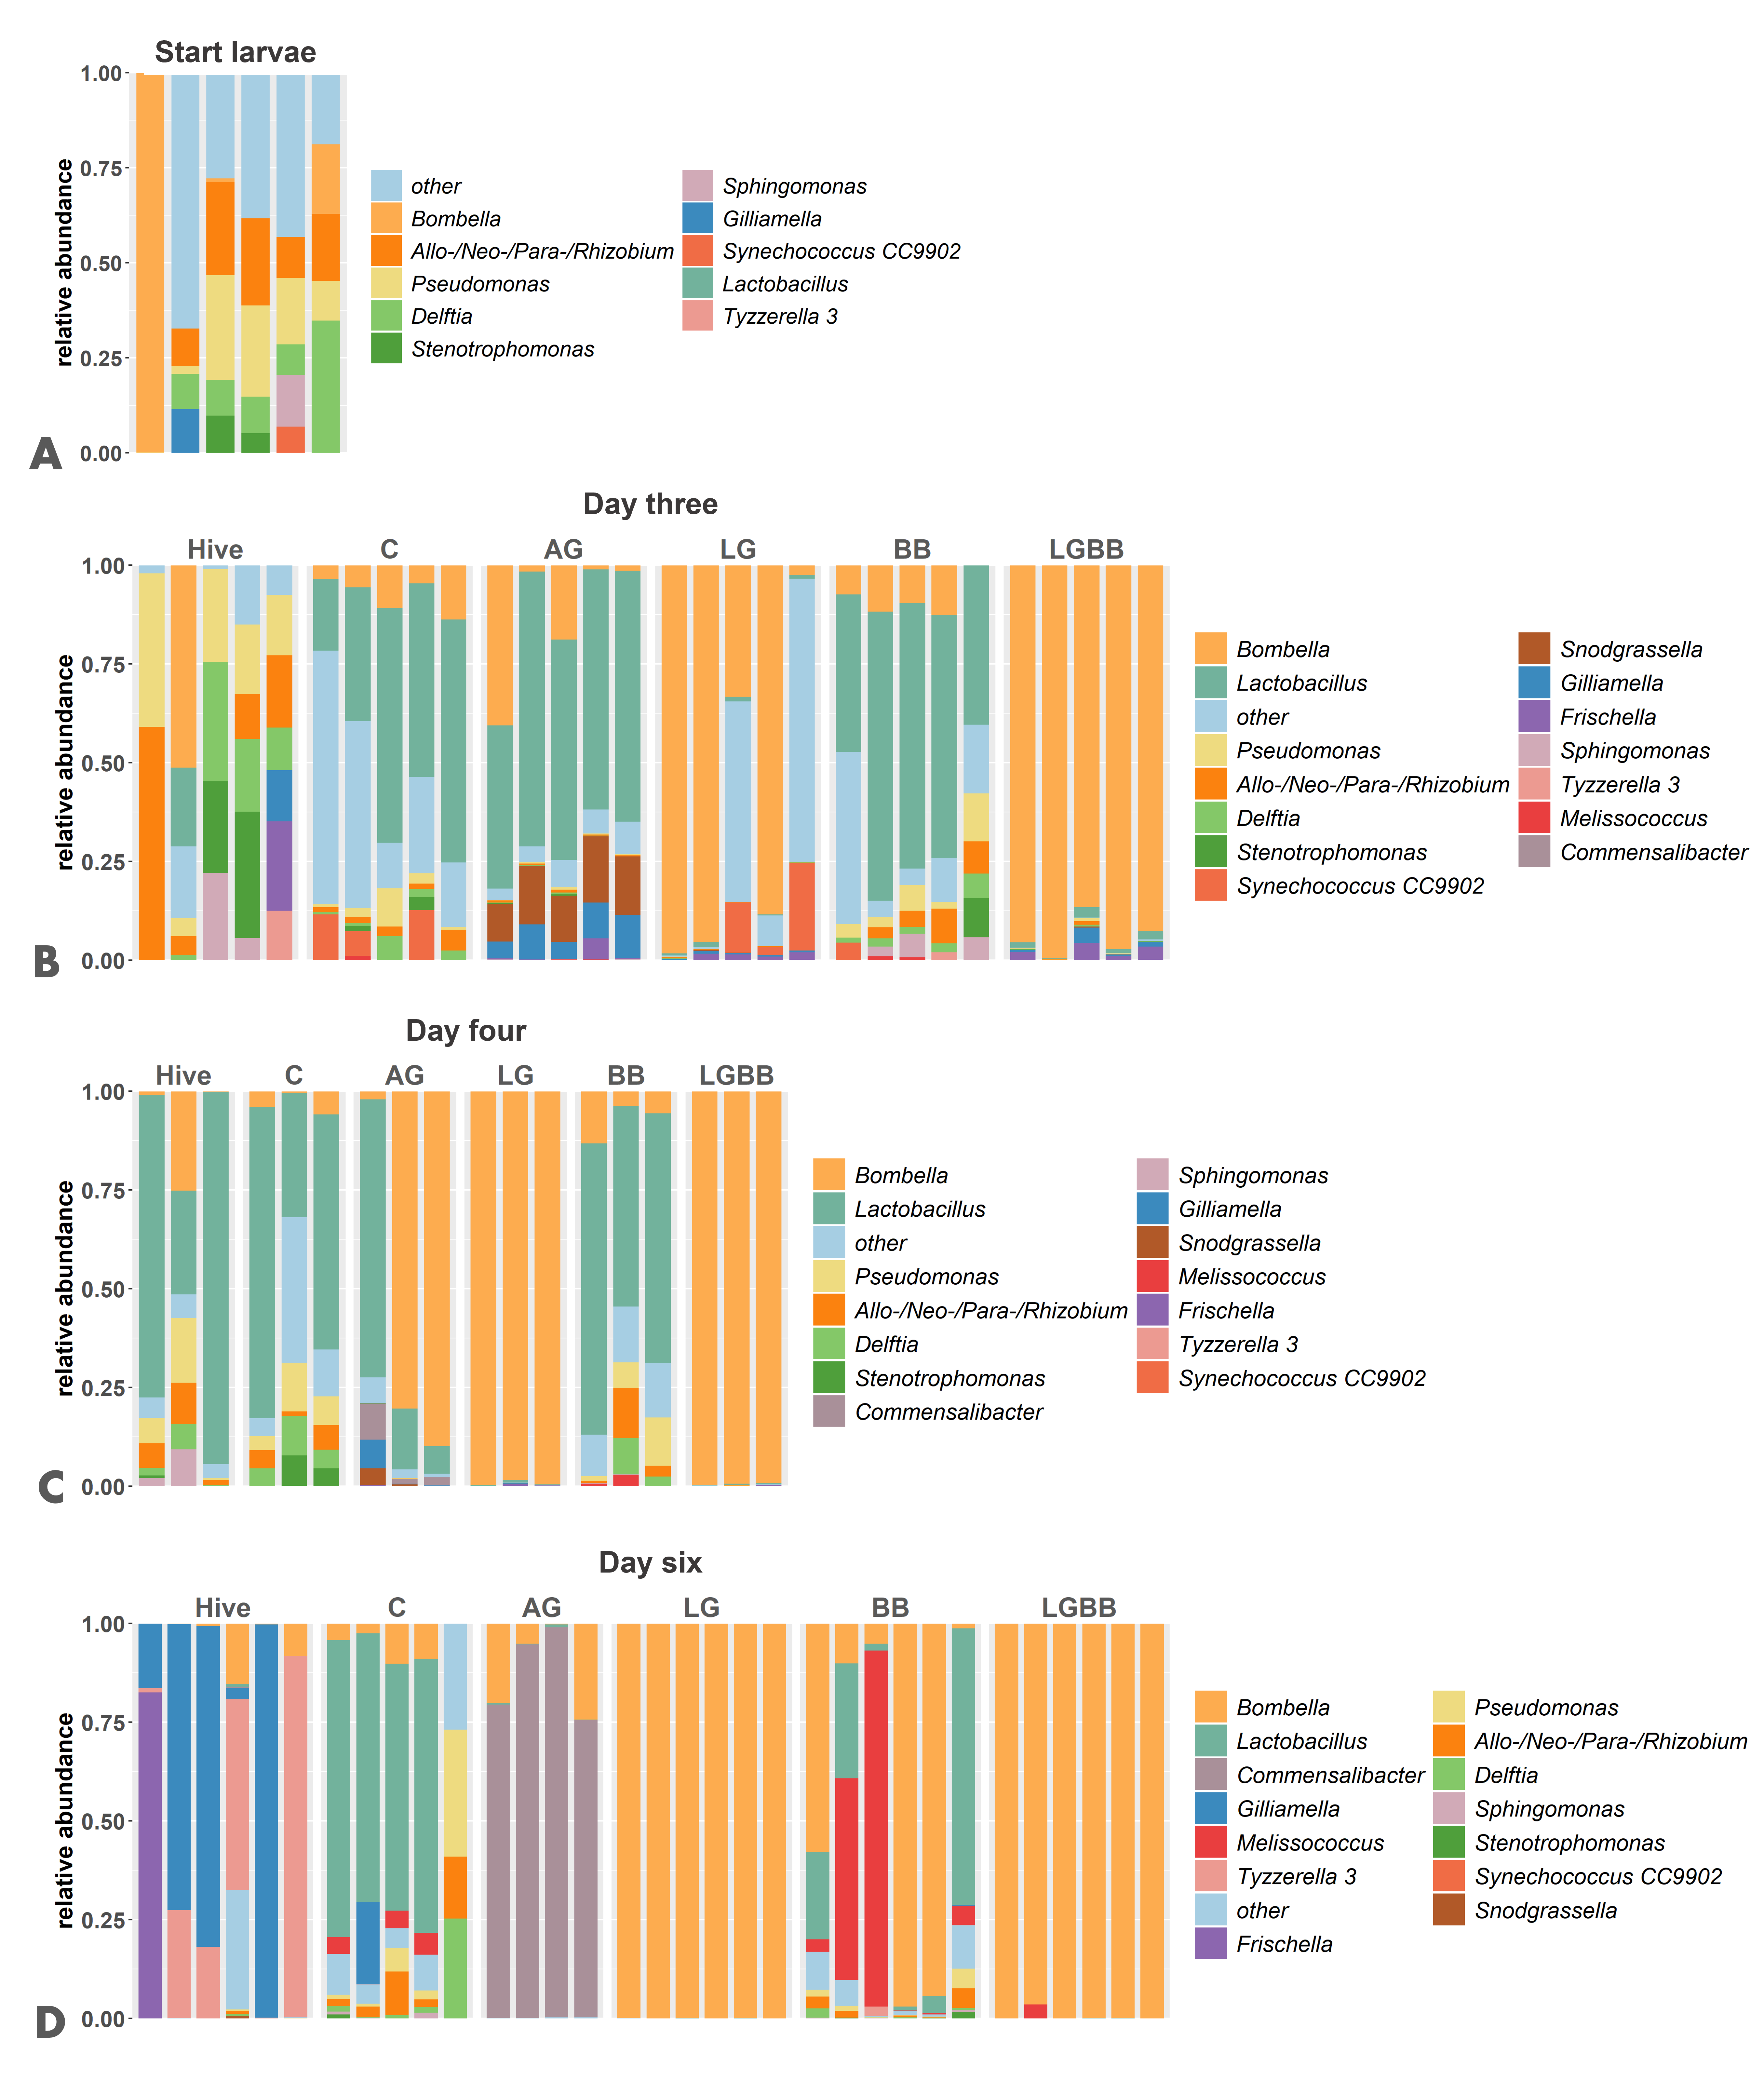 Start larvae
1.00
0.75
0.50
0.25
0.00
relative abundance
other
Bombella
Allo-/Neo-/Para-/Rhizobium
Pseudomonas
Delftia
Stenotrophomonas
Sphingomonas
Gilliamella
Synechococcus CC9902
Lactobacillus
Tyzzerella 3
A
Day three
Hive C AG LG BB LGBB
1.00
0.75
0.50
0.25
0.00
relative abundance
Bombella
Lactobacillus
other
Pseudomonas
Allo-/Neo-/Para-/Rhizobium
Delftia
Stenotrophomonas
Synechococcus CC9902
Snodgrassella
Gilliamella
Frischella
Sphingomonas
Tyzzerella 3
Melissococcus
Commensalibacter
B
Day four
Hive C AG LG BB LGBB
1.00
0.75
0.50
0.25
0.00
relative abundance
Bombella
Lactobacillus
other
Pseudomonas
Allo-/Neo-/Para-/Rhizobium
Delftia
Stenotrophomonas
Commensalibacter
Sphingomonas
Gilliamella
Snodgrassella
Melissococcus
Frischella
Tyzzerella 3
Synechococcus CC9902
C
Day six
Hive C AG LG BB LGBB
1.00
0.75
0.50
0.25
0.00
relative abundance
Bombella
Lactobacillus
Commensalibacter
Gilliamella
Melissococcus
Tyzzerella 3
other
Frischella
Pseudomonas
Allo-/Neo-/Para-/Rhizobium
Delftia
Sphingomonas
Stenotrophomonas
Synechococcus CC9902
Snodgrassella
D